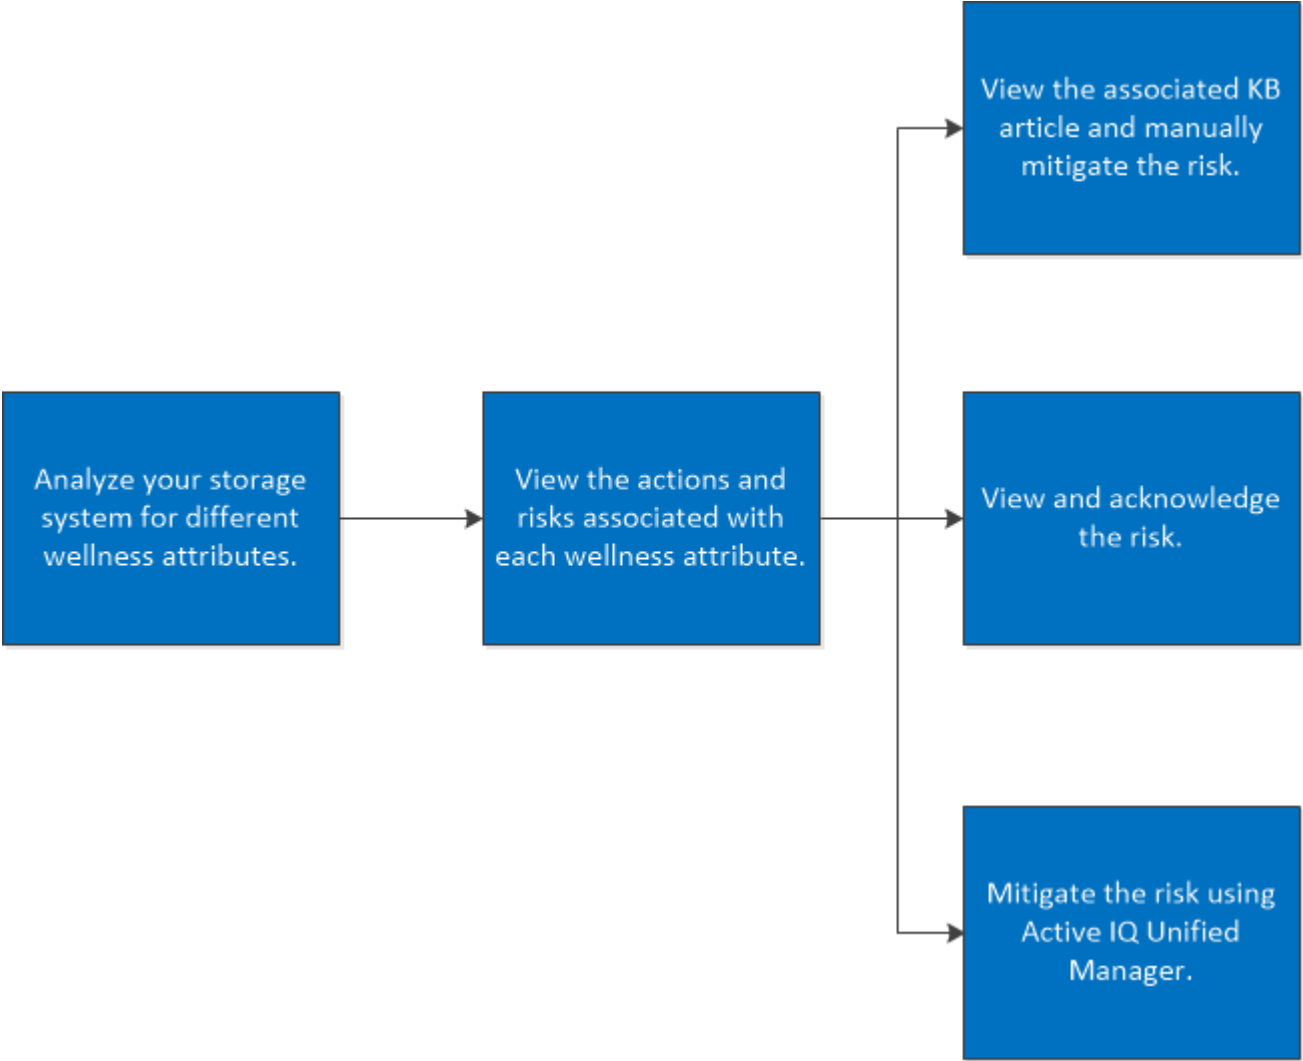 View the associated KB
article and manually
mitigate the risk.
Analyze your storage
system for different
wellness attributes.
View the actions and
risks associated with
each wellness attribute.
View and acknowledge
the risk.
Mitigate the risk using
Active IQ Unified
Manager.